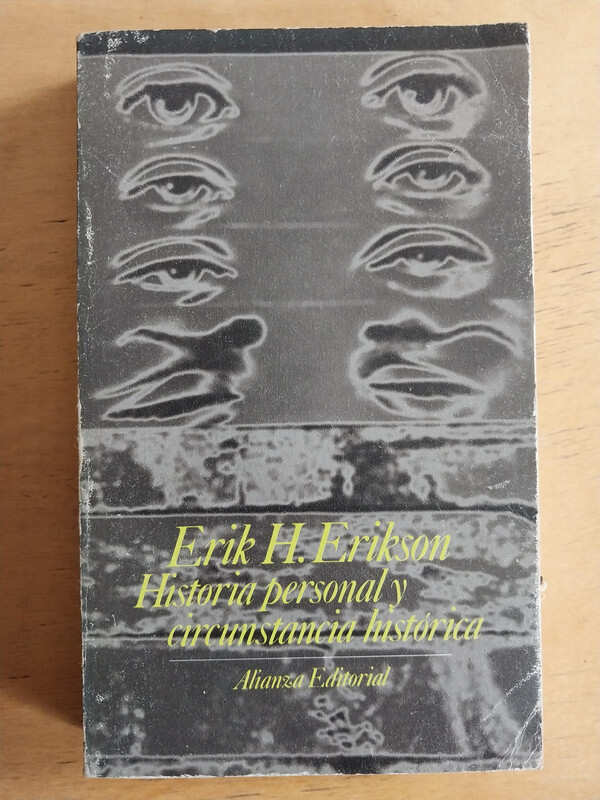 Erik H. Erikson
Historia personal y
circunstancia histórica
Alianza Editorial